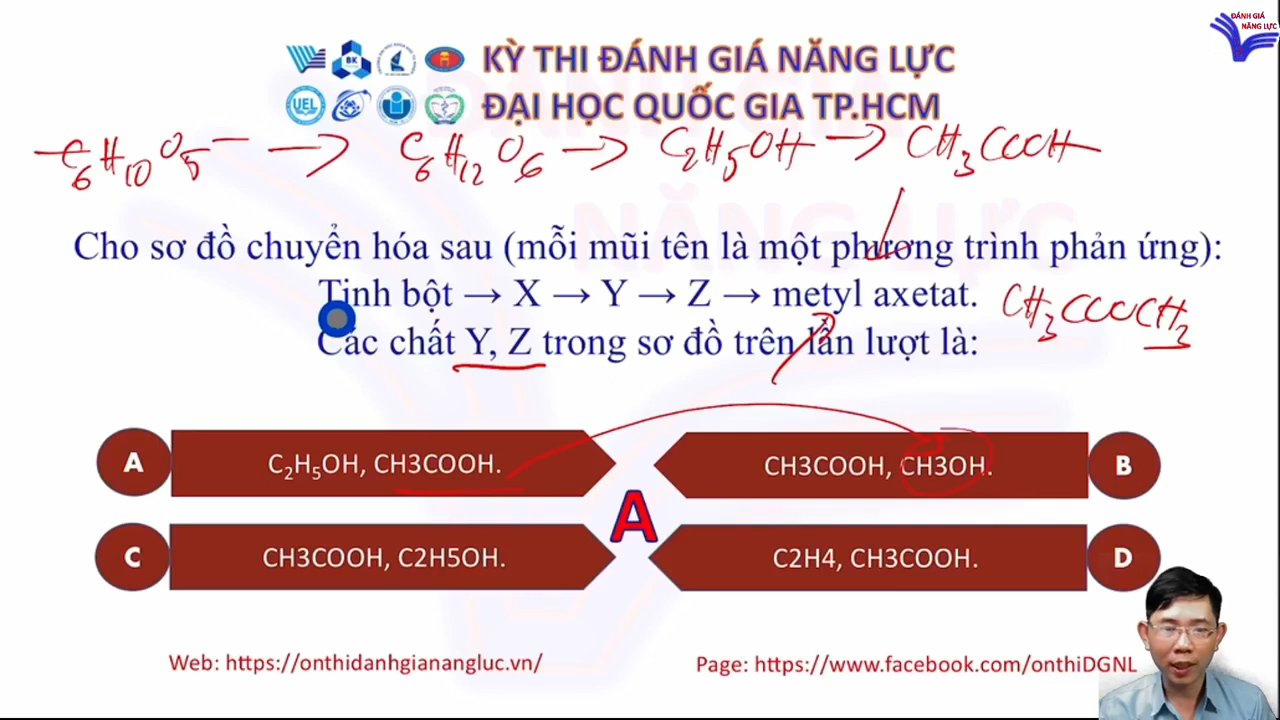 ĐÁNH GIÁ
NĂNG LỰC
KỲ THI ĐÁNH GIÁ NĂNG LỰC
ĐẠI HỌC QUỐC GIA TP.HCM
BK
UEL
C6H10O5 → C6H12O6 → C2H5OH → CH3COOH
Cho sơ đồ chuyển hóa sau (mỗi mũi tên là một phương trình phản ứng):
Tinh bột → X → Y → Z → metyl axetat.
CH3COOCH3
Các chất Y, Z trong sơ đồ trên lần lượt là:
A C₂H₅OH, CH3COOH.
CH3COOH, CH3OH. B
A
C CH3COOH, C2H5OH.
C2H4, CH3COOH. D
Web: https://onthidanhgianangluc.vn/
Page: https://www.facebook.com/onthiDGNL